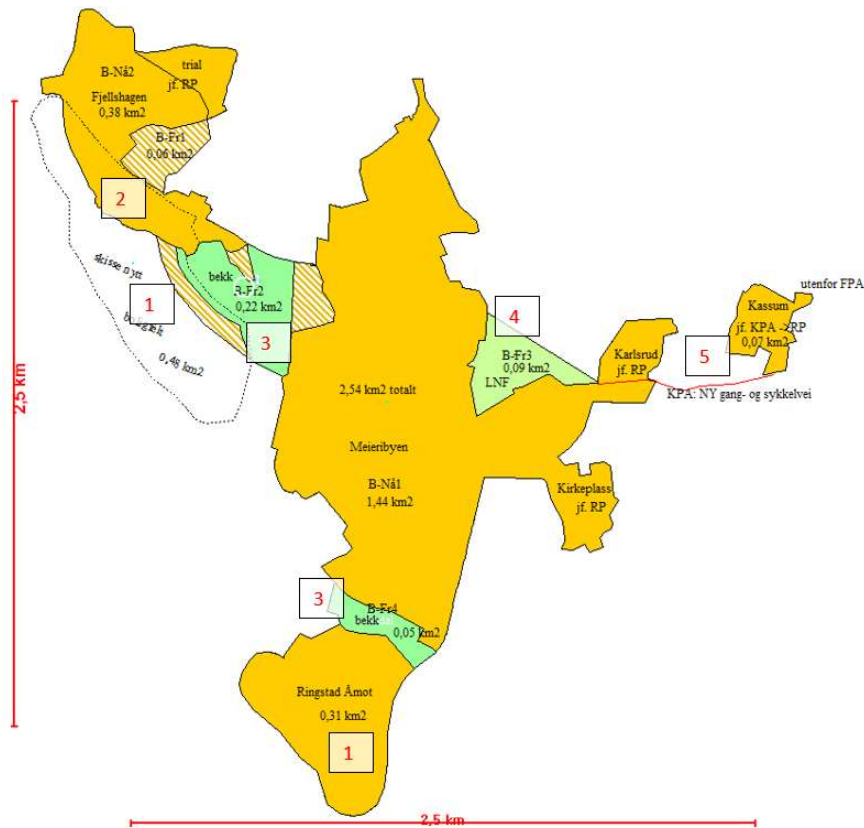 B-Nå2
trial
jf. RP
Fjellshagen
0,38 km2
B-Fr1
0,06 km2
2
skisse nytt
1
boligfelt
0,48 km2
bekk
B-Fr2
0,22 km2
3
2,5 km
4
B-Fr3
0,09 km2
LNF
Karlsrud
jf. RP
5
utenfor FPA
Kassum
jf. KPA ->RP
0,07 km2
KPA: NY gang- og sykkelvei
2,54 km2 totalt
Meieribyen
B-Nå1
1,44 km2
Kirkeplass
jf. RP
3
B-Fr4
bekk
0,05 km2
Ringstad Åmot
0,31 km2
1
2,5 km